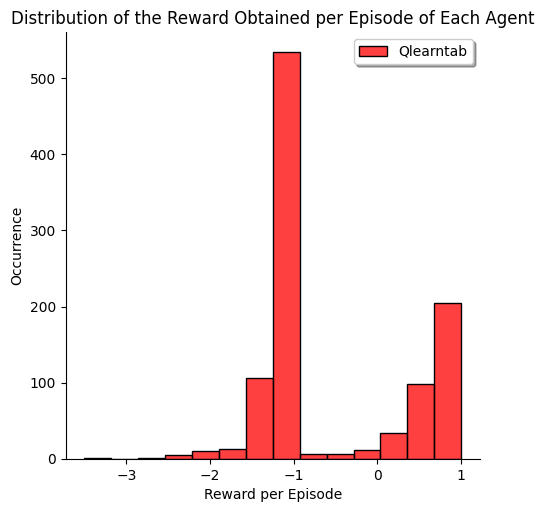 Distribution of the Reward Obtained per Episode of Each Agent
Qlearntab
500
400
300
200
100
0
Occurrence
−3
−2
−1
0
1
Reward per Episode